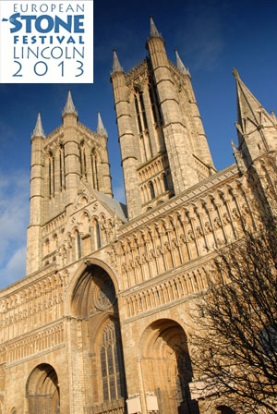 EUROPEAN
STONE
FESTIVAL
LINCOLN
2013